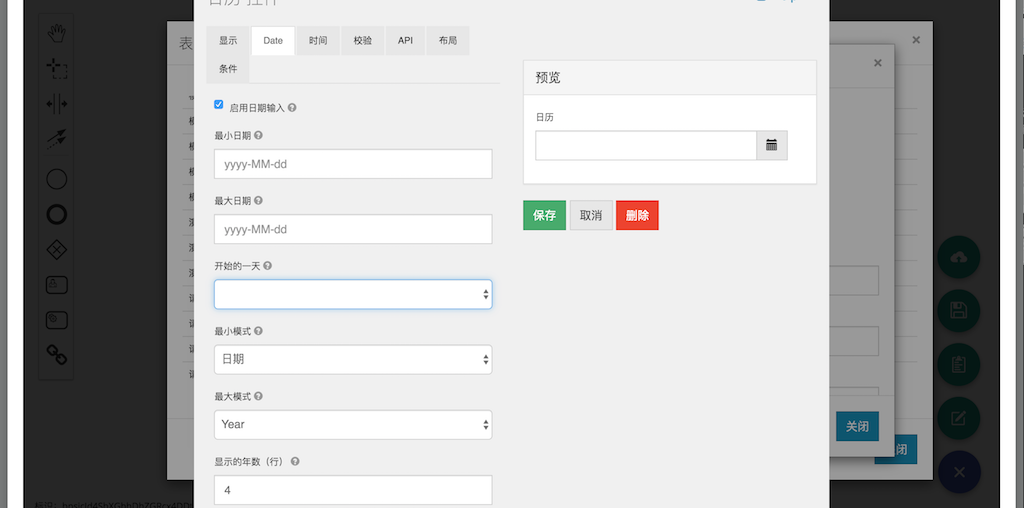 日历 控件
显示
Date
时间
校验
API
布局
条件
启用日期输入
最小日期
yyyy-MM-dd
最大日期
yyyy-MM-dd
开始的一天
最小模式
日期
最大模式
Year
显示的年数（行）
4
预览
日历
保存
取消
删除
表
关闭
闭